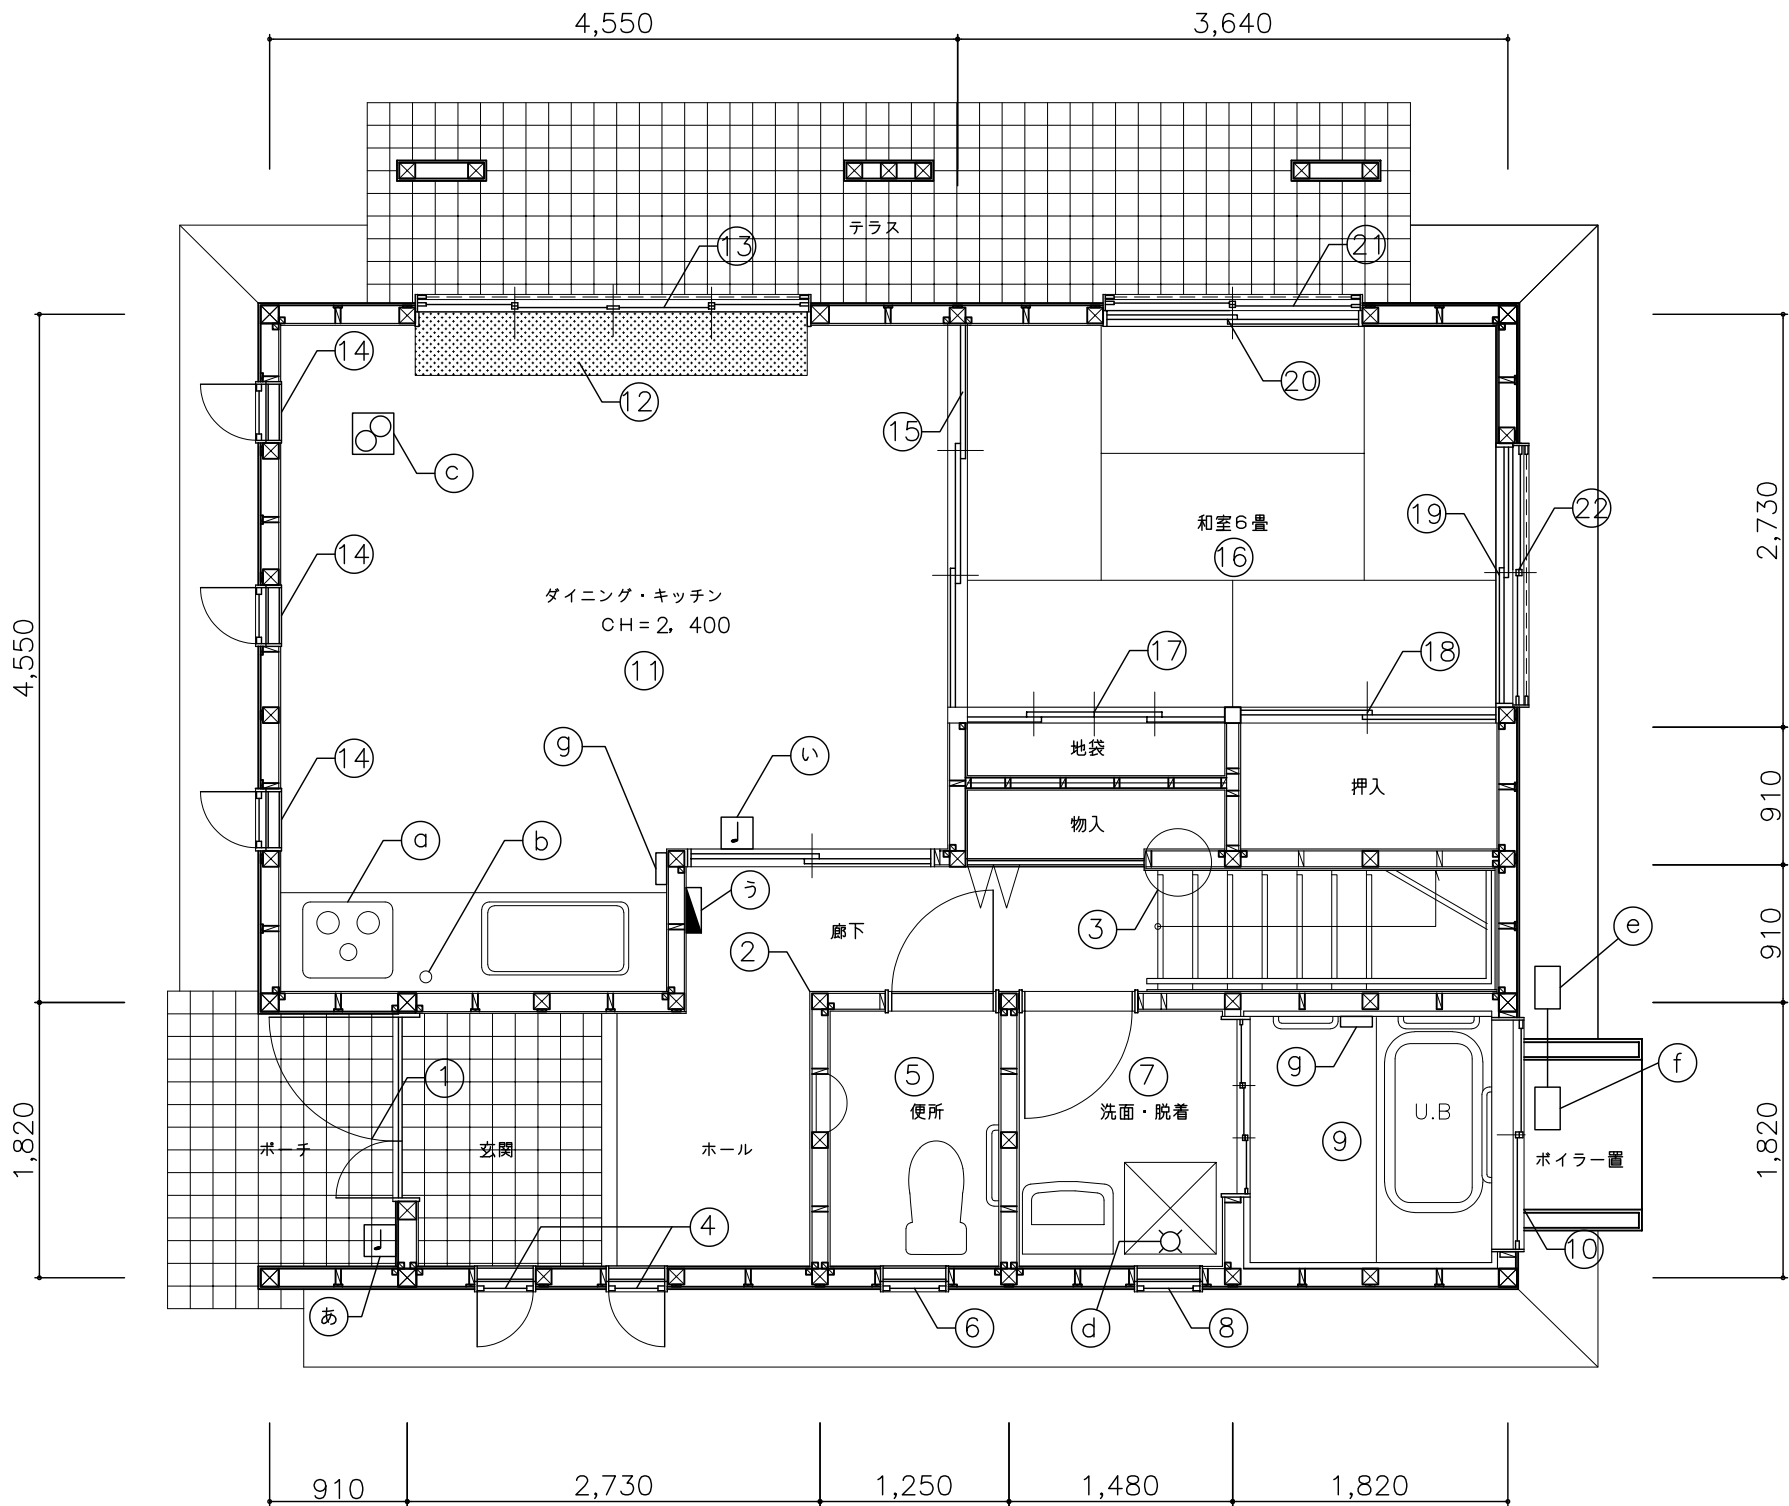 4,550
3,640
テラス
13
21
14
12
20
15
c
19
22
2,730
和室6畳
16
14
ダイニング・キッチン
CH=2,400
11
4,550
17
18
14
g
い
地袋
押入
910
物入
a
b
う
廊下
2
3
e
910
1
5
7
g
f
便所
洗面・脱着
U.B
9
1,820
ポーチ
玄関
ホール
ボイラー置
1,820
4
d
10
あ
6
8
910
2,730
1,250
1,480
1,820